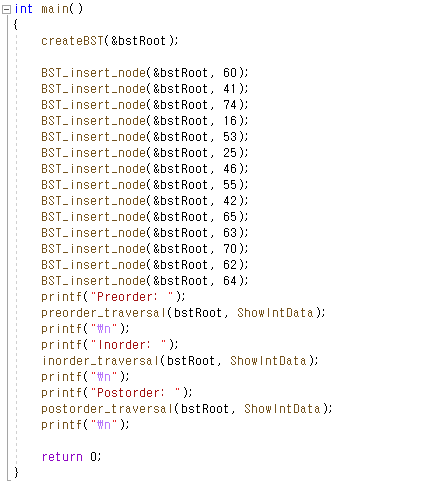 int main()
{
createBST(&bstRoot);
BST_insert_node(&bstRoot, 60);
BST_insert_node(&bstRoot, 41);
BST_insert_node(&bstRoot, 74);
BST_insert_node(&bstRoot, 16);
BST_insert_node(&bstRoot, 53);
BST_insert_node(&bstRoot, 25);
BST_insert_node(&bstRoot, 46);
BST_insert_node(&bstRoot, 55);
BST_insert_node(&bstRoot, 42);
BST_insert_node(&bstRoot, 65);
BST_insert_node(&bstRoot, 63);
BST_insert_node(&bstRoot, 70);
BST_insert_node(&bstRoot, 62);
BST_insert_node(&bstRoot, 64);
printf("Preorder: ");
preorder_traversal(bstRoot, ShowIntData);
printf("₩n");
printf("Inorder: ");
inorder_traversal(bstRoot, ShowIntData);
printf("₩n");
printf("Postorder: ");
postorder_traversal(bstRoot, ShowIntData);
printf("₩n");
return 0;
}